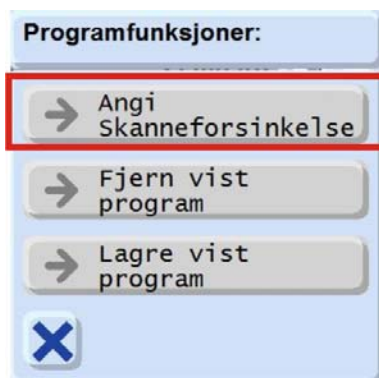 Programfunksjoner:
Angi
Skanneforsinkelse
Fjern vist
program
Lagre vist
program